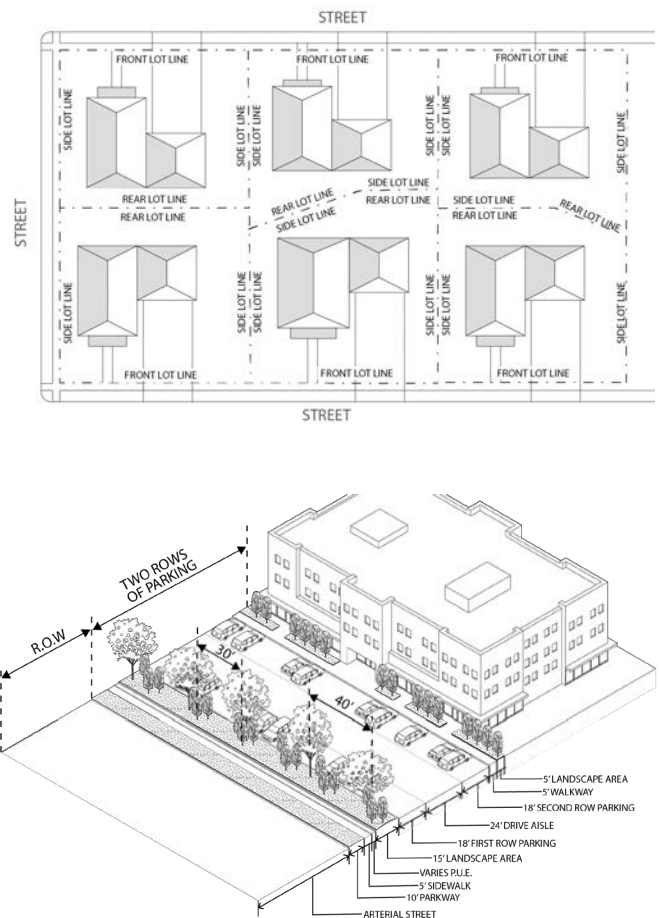 STREET
FRONT LOT LINE
FRONT LOT LINE
FRONT LOT LINE
SIDE LOT LINE
SIDE LOT LINE
SIDE LOT LINE
SIDE LOT LINE
SIDE LOT LINE
SIDE LOT LINE
REAR LOT LINE
REAR LOT LINE
REAR LOT LINE
SIDE LOT LINE
SIDE LOT LINE
REAR LOT LINE
SIDE LOT LINE
REAR LOT LINE
REAR LOT LINE
STREET
SIDE LOT LINE
SIDE LOT LINE
SIDE LOT LINE
SIDE LOT LINE
SIDE LOT LINE
SIDE LOT LINE
FRONT LOT LINE
FRONT LOT LINE
FRONT LOT LINE
STREET
TWO ROWS
OF PARKING
R.O.W
30'
40'
5' LANDSCAPE AREA
5' WALKWAY
18' SECOND ROW PARKING
24' DRIVE AISLE
18' FIRST ROW PARKING
15' LANDSCAPE AREA
VARIES P.U.E.
5' SIDEWALK
10' PARKWAY
ARTERIAL STREET